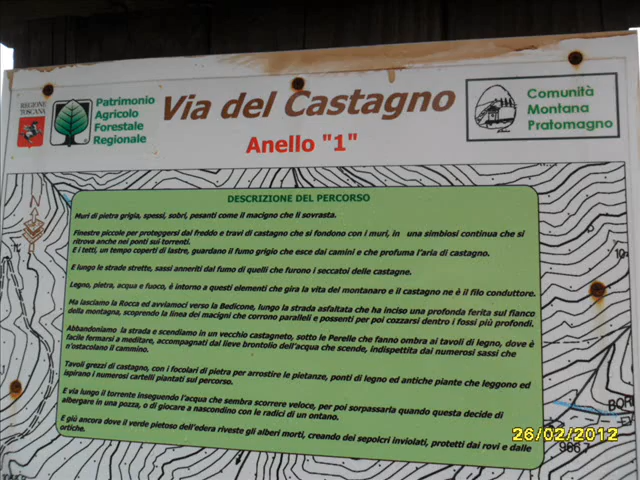 REGIONE
TOSCANA
Patrimonio
Agricolo
Forestale
Regionale
Via del Castagno
Anello "1"
Comunità
Montana
Pratomagno
DESCRIZIONE DEL PERCORSO
Muri di pietra grigia, spessi, sobri, pesanti come il macigno che li sovrasta.
Finestre piccole per proteggersi dal freddo e travi di castagno che si fondono con i muri, in una simbiosi continua che si
ritrova anche nei ponti sui torrenti.
E i tetti, un tempo coperti di lastre, guardano il fumo grigio che esce dai camini e che profuma l'aria di castagno.
E lungo le strade strette, sassi anneriti dal fumo di quelli che furono i seccatoi delle castagne.
Legno, pietra, acqua e fuoco, è intorno a questi elementi che gira la vita del montanaro e il castagno ne è il filo conduttore.
Ma lasciamo la Rocca ed avviamoci verso la Bedicone, lungo la strada asfaltata che ha inciso una profonda ferita sul fianco
della montagna, scoprendo la linea dei macigni che corrono paralleli e possenti per poi cozzarsi dentro i fossi più profondi.
Abbandoniamo la strada e scendiamo in un vecchio castagneto, sotto le Perelle che fanno ombra ai tavoli di legno, dove è
facile fermarsi a meditare, accompagnati dal lieve brontolio dell'acqua che scende, indispettita dai numerosi sassi che
n'ostacolano il cammino.
Tavoli grezzi di castagno, con i focolari di pietra per arrostire le pietanze, ponti di legno ed antiche piante che leggono ed
ispirano i numerosi cartelli piantati sul percorso.
E via lungo il torrente inseguendo l'acqua che sembra scorrere veloce, per poi sorpassarla quando questa decide di
albergare in una pozza, o di giocare a nascondino con le radici di un ontano.
E giù ancora dove il verde pietoso dell'edera riveste gli alberi morti, creando dei sepolcri inviolati, protetti dai rovi e dalle
ortiche.
BOR
986.7
26/02/2012